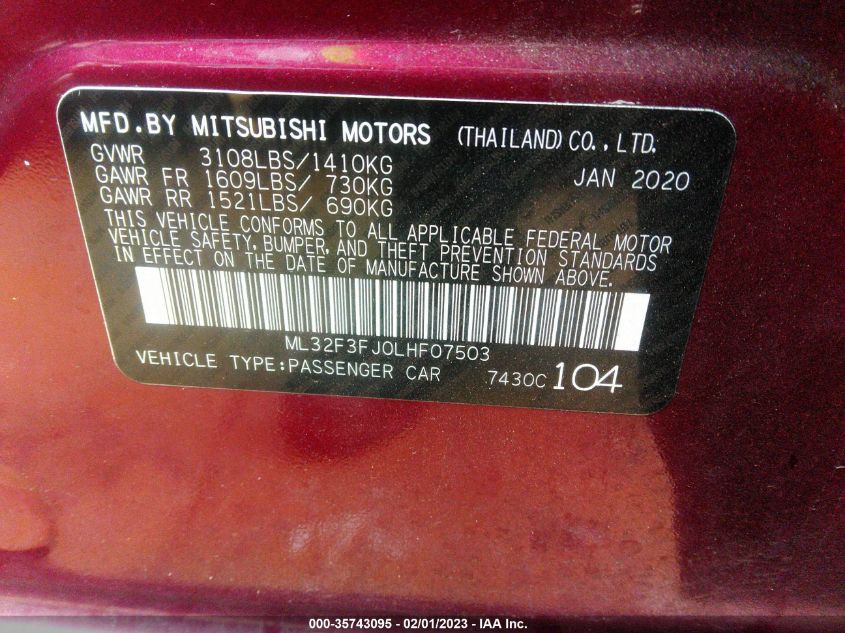 MFD.BY MITSUBISHI MOTORS (THAILAND) CO., LTD.
GVWR 3108LBS/1410KG JAN 2020
GAWR FR 1609LBS/ 730KG
GAWR RR 1521LBS/ 690KG
THIS VEHICLE CONFORMS TO ALL APPLICABLE FEDERAL MOTOR
VEHICLE SAFETY, BUMPER, AND THEFT PREVENTION STANDARDS
IN EFFECT ON THE DATE OF MANUFACTURE SHOWN ABOVE.
ML32F3FJ0LHF07503
VEHICLE TYPE:PASSENGER CAR 7430C 104
000-35743095 - 02/01/2023 - IAA Inc.